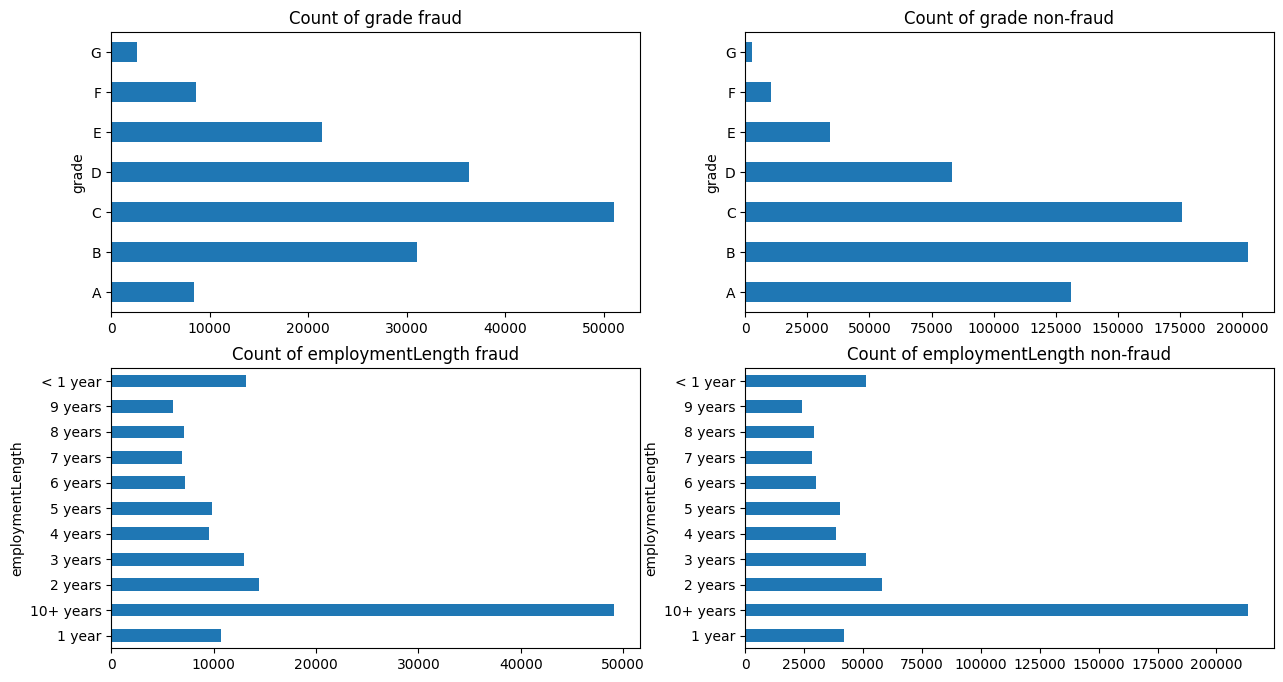 Count of grade fraud
G
F
E
D
C
B
A
grade
0 10000 20000 30000 40000 50000
Count of grade non-fraud
G
F
E
D
C
B
A
grade
0 25000 50000 75000 100000 125000 150000 175000 200000
Count of employmentLength fraud
< 1 year
9 years
8 years
7 years
6 years
5 years
4 years
3 years
2 years
10+ years
1 year
employmentLength
0 10000 20000 30000 40000 50000
Count of employmentLength non-fraud
< 1 year
9 years
8 years
7 years
6 years
5 years
4 years
3 years
2 years
10+ years
1 year
employmentLength
0 25000 50000 75000 100000 125000 150000 175000 200000